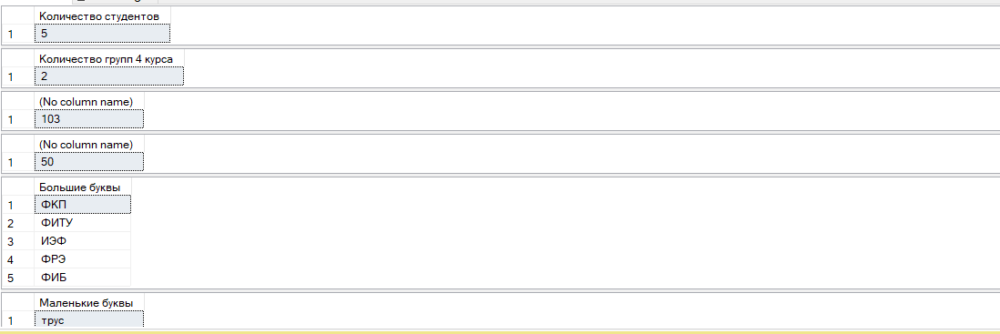 Количество студентов
1 5
Количество групп 4 курса
1 2
(No column name)
1 103
(No column name)
1 50
Большие буквы
1 ФКП
2 ФИТУ
3 ИЭФ
4 ФРЭ
5 ФИБ
Маленькие буквы
1 трус